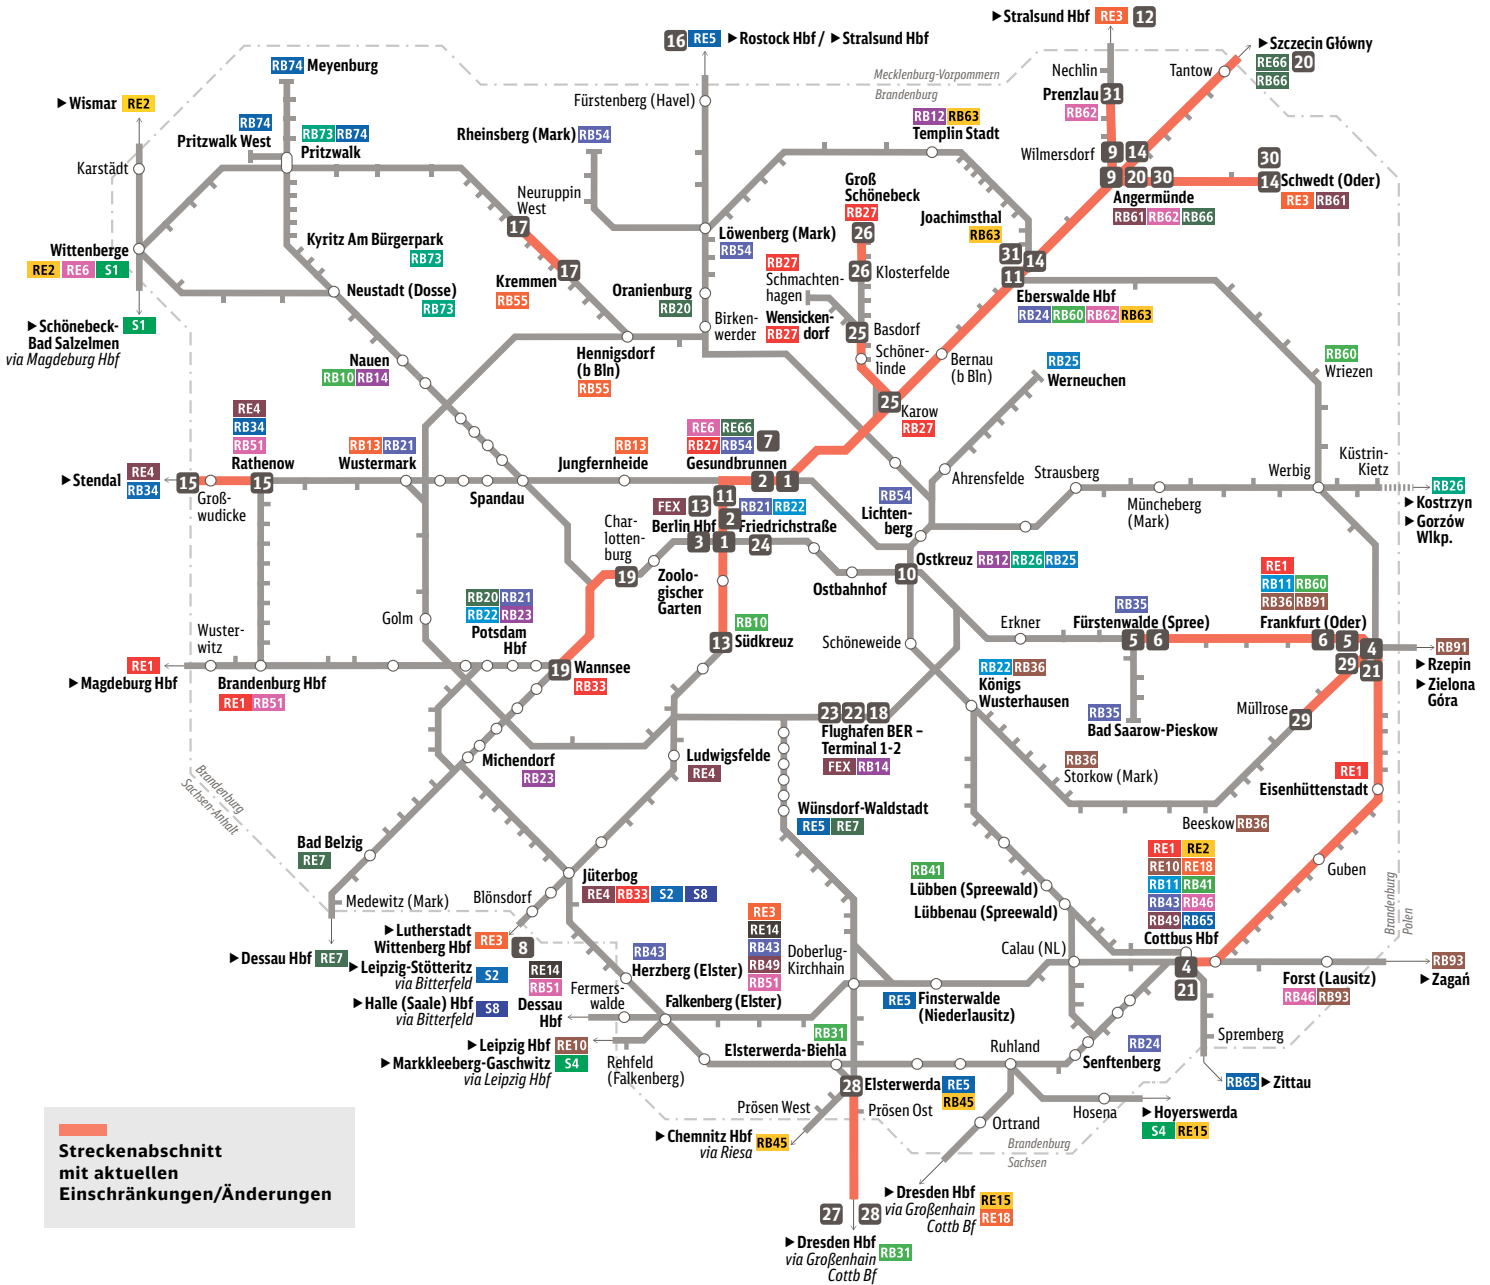 ▶ Stralsund Hbf RE3 12
16 RE5 ▶ Rostock Hbf / ▶ Stralsund Hbf
▶ Szczecin Główny
RE66 20
RB66
Nechlin
Tantow
RB74 Meyenburg
Mecklenburg-Vorpommern
Brandenburg
Prenzlau 31
RB62
Fürstenberg (Havel)
▶ Wismar RE2
RB74
Pritzwalk West
RB73 RB74
Pritzwalk
Rheinsberg (Mark) RB54
RB12 RB63
Templin Stadt
Karstädt
Wilmersdorf 9 14
30
9 20 30
14 Schwedt (Oder)
RE3 RB61
Angermünde
RB61 RB62 RB66
Groß
Schönebeck
RB27
26
Neuruppin
West
17
Joachimsthal
RB63
Wittenberge
RE2 RE6 S1
Kyritz Am Bürgerpark
RB73
Löwenberg (Mark)
RB54
31 14
11
26 Klosterfelde
RB27
Schmachten-
hagen
Kremmen 17
RB55
Oranienburg
RB20
Neustadt (Dosse)
RB73
Eberswalde Hbf
RB24 RB60 RB62 RB63
▶ Schönebeck- S1
Bad Salzelmen
via Magdeburg Hbf
Birken-
werder
Wensicken-
RB27 dorf
25 Basdorf
Schöner-
linde
Bernau
(b Bln)
Hennigsdorf
(b Bln)
RB55
Nauen
RB10 RB14
RB25
Werneuchen
RB60
Wriezen
25
Karow
RB27
RE4
RB34
RB51
Rathenow
RB13 RB21
Wustermark
RB13
Jungfernheide
RE6 RE66
RB27 RB54 7
Gesundbrunnen
▶ Stendal RE4
RB34
15 15
Groß-
wudicke
Spandau
2 1
11
Ahrensfelde
Strausberg
Müncheberg
(Mark)
Werbig
Küstrin-
Kietz
RB26
▶ Kostrzyn
▶ Gorzów
Wlkp.
FEX 13
Berlin Hbf
2 RB21 RB22
Friedrichstraße
RB54
Lichten-
berg
Char-
lottenburg
3 1 24
Ostkreuz RB12 RB26 RB25
19
Zoolo-
gischer
Garten
Ostbahnhof
10
RE1
RB11 RB60
RB36 RB91
Frankfurt (Oder)
RB35
Fürstenwalde (Spree)
5 6
6 5
4
29 21
RB91
▶ Rzepin
▶ Zielona
Góra
Golm
RB20 RB21
RB22 RB23
Potsdam
Hbf
RB10
13 Südkreuz
Schöneweide
Erkner
Wuster-
witz
RE1
▶ Magdeburg Hbf
Brandenburg Hbf
RE1 RB51
19 Wannsee
RB33
RB22 RB36
Königs
Wusterhausen
RB35
Bad Saarow-Pieskow
Müllrose
29
23 22 18
Flughafen BER –
Terminal 1-2
FEX RB14
Michendorf
RB23
Ludwigsfelde
RE4
RB36
Storkow (Mark)
RE1
Eisenhüttenstadt
Brandenburg
Sachsen-Anhalt
Wünsdorf-Waldstadt
RE5 RE7
Beeskow RB36
Bad Belzig
RE7
RE1 RE2
RE10 RE18
RB11 RB41
RB43 RB46
RB49 RB65
Cottbus Hbf
Guben
Jüterbog
RE4 RB33 S2 S8
RB41
Lübben (Spreewald)
Lübbenau (Spreewald)
Medewitz (Mark)
Blönsdorf
Brandenburg
Polen
▶ Lutherstadt
Wittenberg Hbf RE3 8
▶ Dessau Hbf RE7
▶ Leipzig-Stötteritz S2
via Bitterfeld
▶ Halle (Saale) Hbf S8
via Bitterfeld
RE3
RE14
RB43
RB49
RB51
Doberlug-
Kirchhain
Calau (NL)
RB43
Herzberg (Elster)
RE14
RB51
Dessau
Hbf
Fermers-
walde
Falkenberg (Elster)
4
21
Forst (Lausitz)
RB46 RB93
RB93
▶ Zagań
RE5 Finsterwalde
(Niederlausitz)
▶ Leipzig Hbf RE10
▶ Markkleeberg-Gaschwitz S4
via Leipzig Hbf
Rehfeld
(Falkenberg)
RB31
Elsterwerda-Biehla
Ruhland
RB24
Senftenberg
Spremberg
28 Elsterwerda RE5
RB45
RB65 ▶ Zittau
Prösen West
Prösen Ost
Hosena
▶ Hoyerswerda
S4 RE15
Ortrand
▶ Chemnitz Hbf RB45
via Riesa
Brandenburg
Sachsen
Streckenabschnitt
mit aktuellen
Einschränkungen/Änderungen
▶ Dresden Hbf RE15
via Großenhain RE18
Cottb Bf
27 28
▶ Dresden Hbf RB31
via Großenhain
Cottb Bf